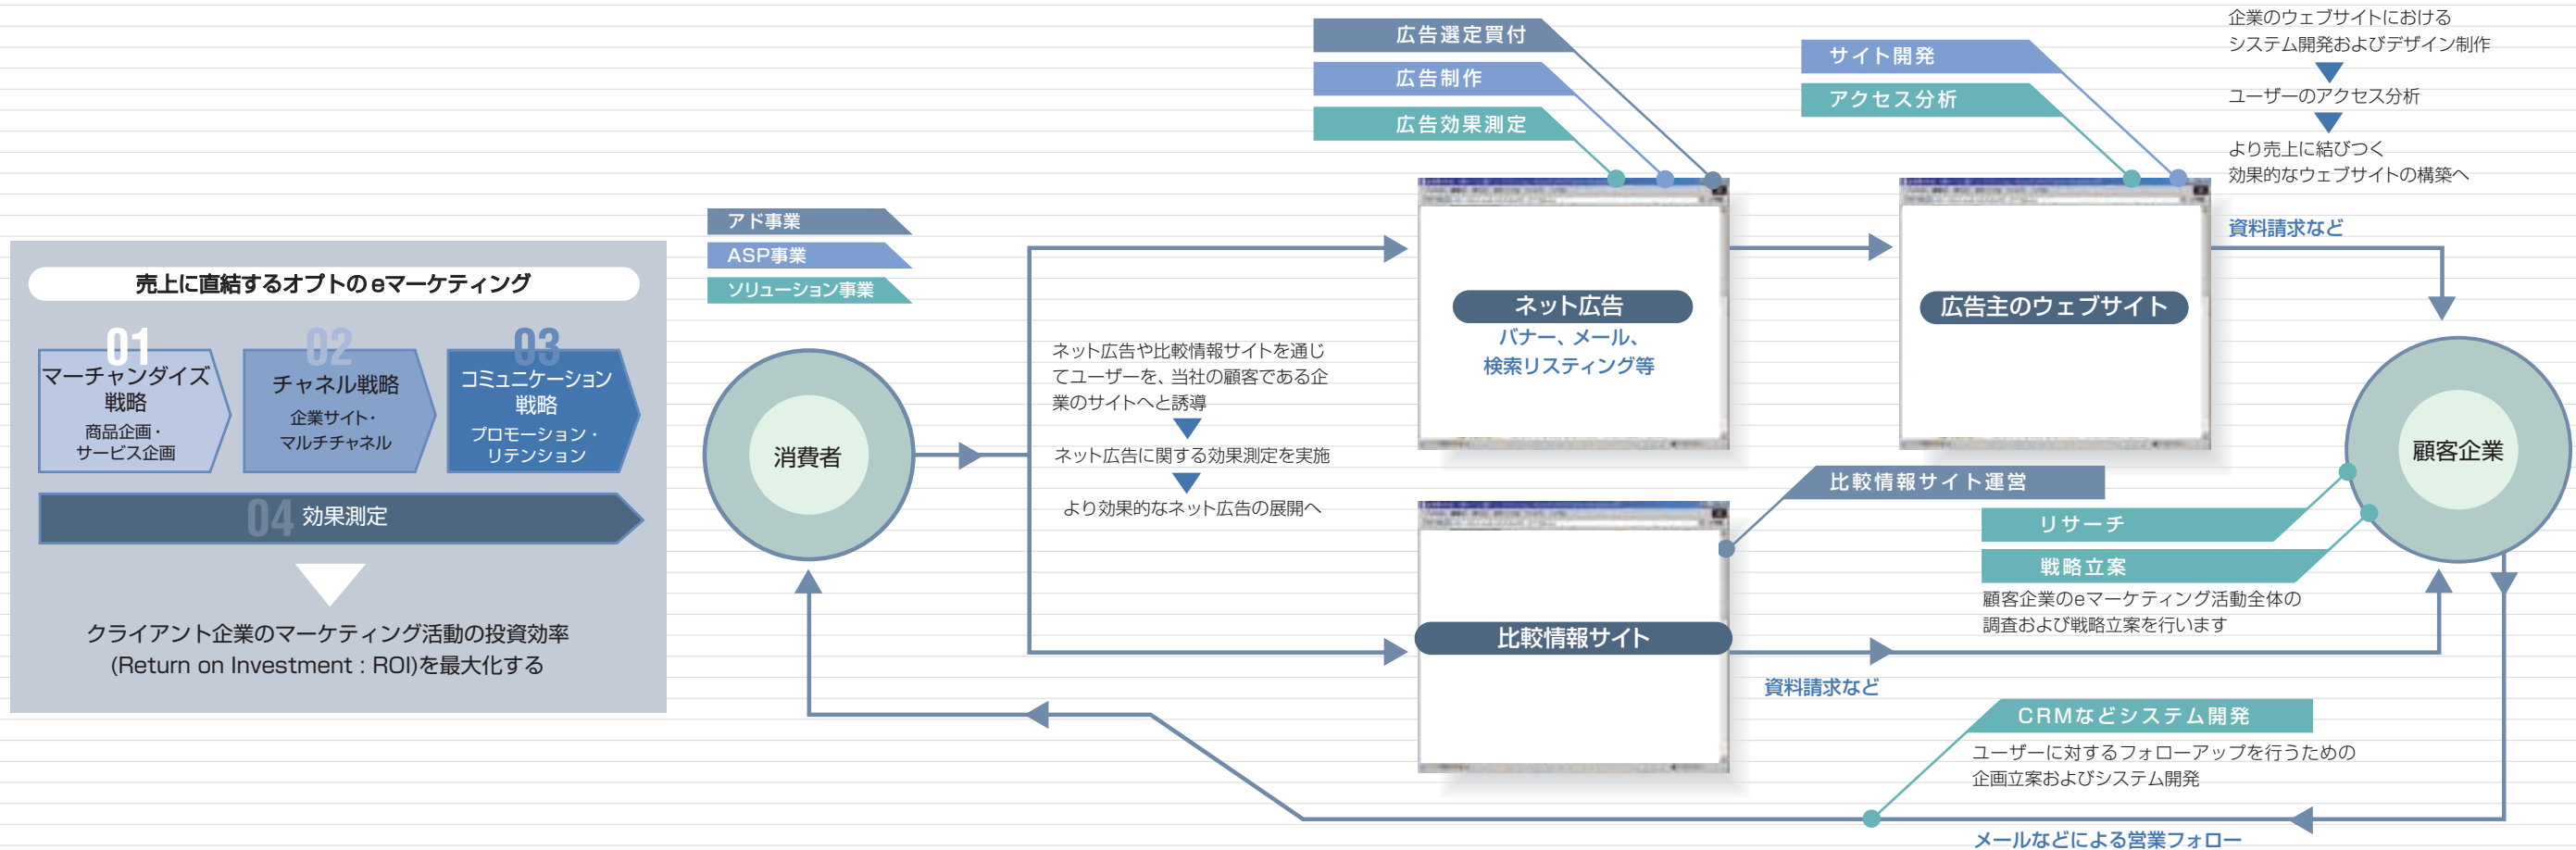 売上に直結するオプトのeマーケティング
01
マーチャンダイズ
戦略
商品企画・
サービス企画
02
チャネル戦略
企業サイト・
マルチチャネル
03
コミュニケーション
戦略
プロモーション・
リテンション
04 効果測定
クライアント企業のマーケティング活動の投資効率
(Return on Investment : ROI)を最大化する
アド事業
ASP事業
ソリューション事業
消費者
ネット広告や比較情報サイトを通じ
てユーザーを、当社の顧客である企
業のサイトへと誘導
ネット広告に関する効果測定を実施
より効果的なネット広告の展開へ
広告選定買付
広告制作
広告効果測定
ネット広告
バナー、メール、
検索リスティング等
サイト開発
アクセス分析
広告主のウェブサイト
企業のウェブサイトにおける
システム開発およびデザイン制作
ユーザーのアクセス分析
より売上に結びつく
効果的なウェブサイトの構築へ
資料請求など
顧客企業
比較情報サイト運営
比較情報サイト
リサーチ
戦略立案
顧客企業のeマーケティング活動全体の
調査および戦略立案を行います
資料請求など
CRMなどシステム開発
ユーザーに対するフォローアップを行うための
企画立案およびシステム開発
メールなどによる営業フォロー